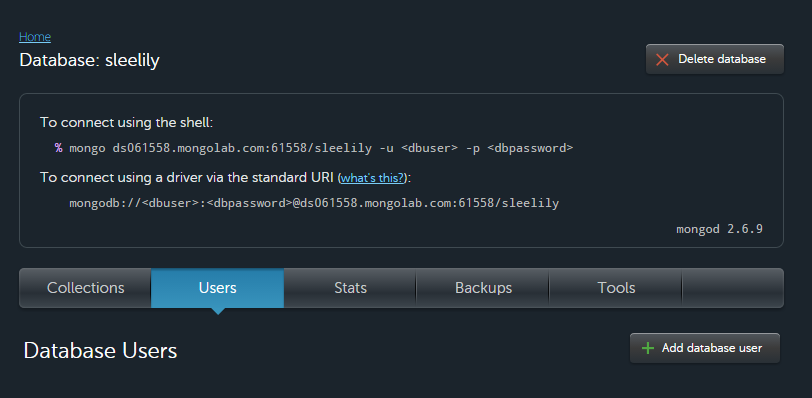 Home
Database: sleelily
Delete database
To connect using the shell:
% mongo ds061558.mongolab.com:61558/sleelily -u <dbuser> -p <dbpassword>
To connect using a driver via the standard URI (what's this?):
mongodb://<dbuser>:<dbpassword>@ds061558.mongolab.com:61558/sleelily
mongod 2.6.9
Collections Users Stats Backups Tools
Database Users
Add database user